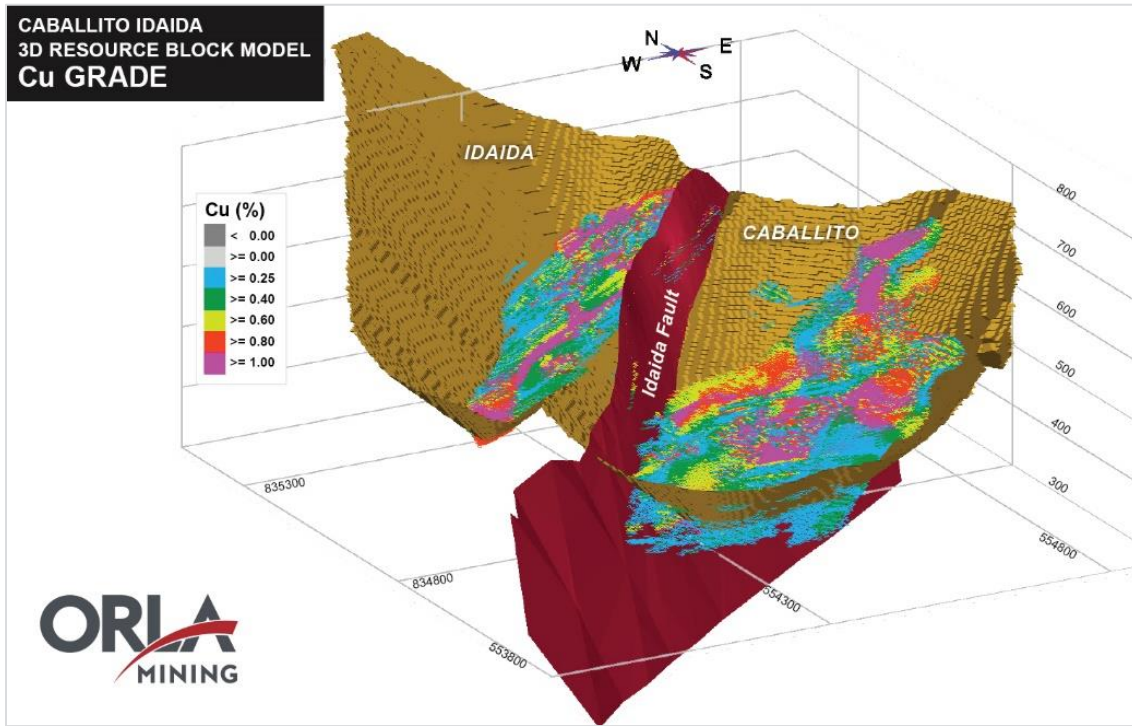 CABALLITO IDAIDA
3D RESOURCE BLOCK MODEL
Cu GRADE
N
E
W
S
IDAIDA
CABALLITO
Idaida Fault
Cu (%)
< 0.00
>= 0.00
>= 0.25
>= 0.40
>= 0.60
>= 0.80
>= 1.00
800
700
600
500
400
300
835300
834800
553800
554300
554800
ORLA
MINING